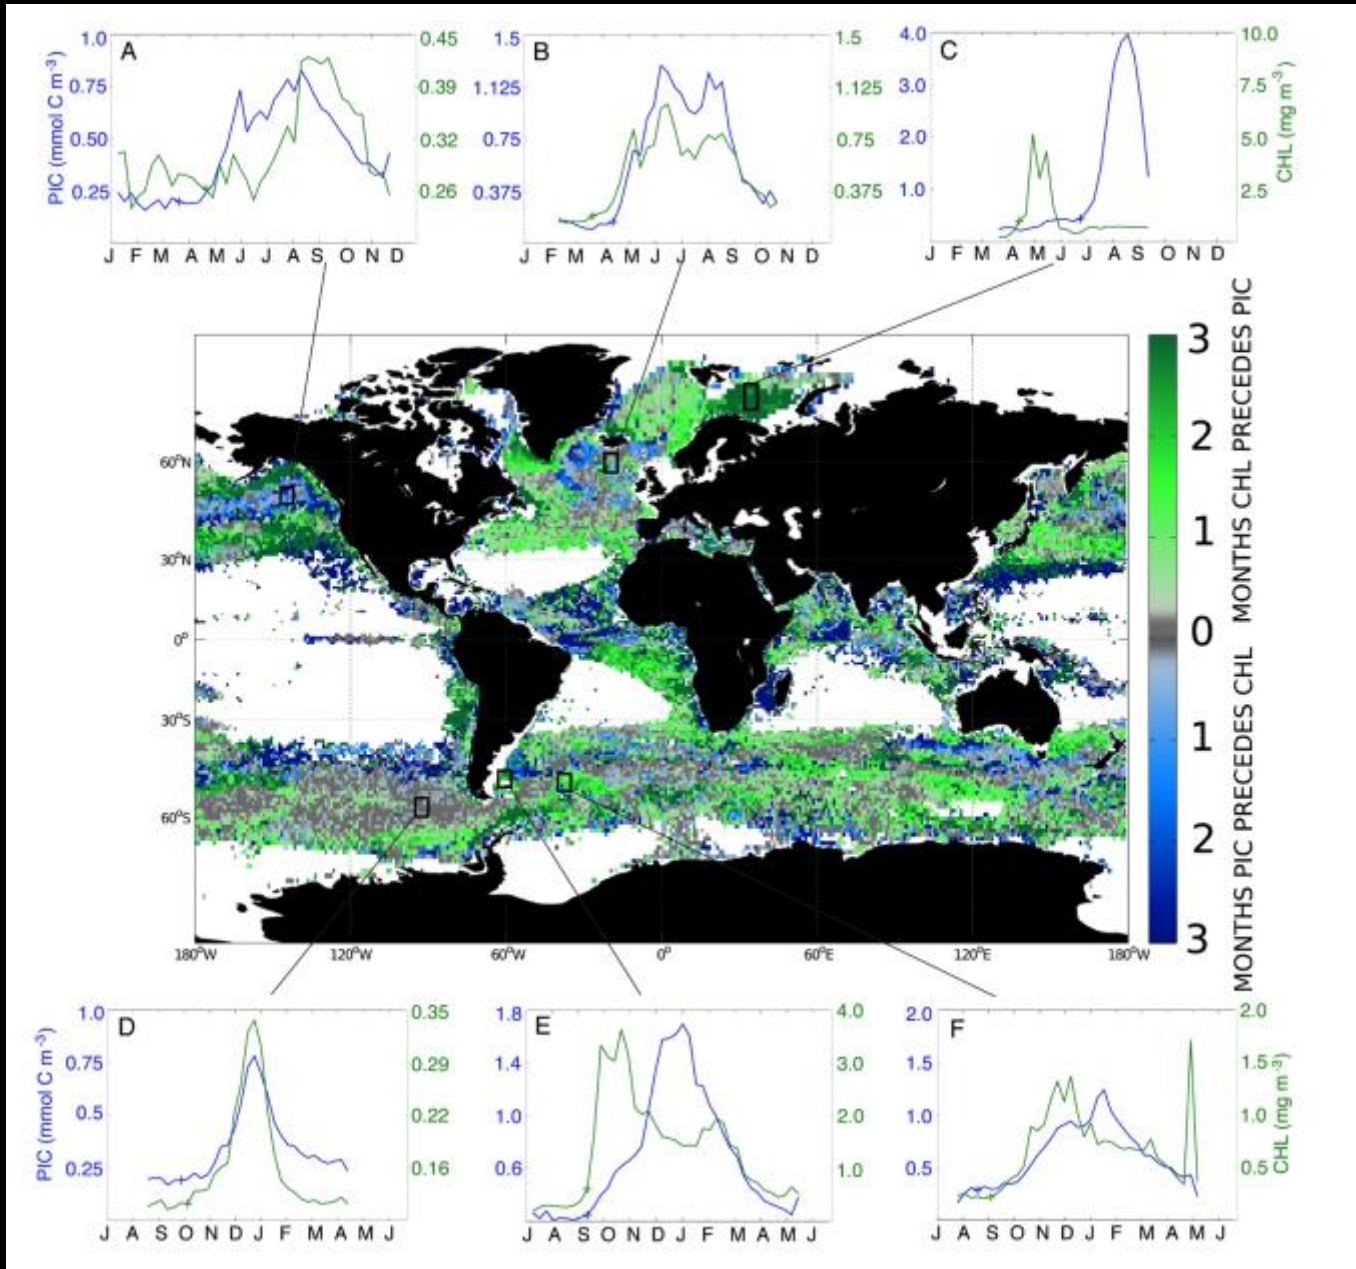 A
B
C
1.0
0.75
0.50
0.25
PIC (mmol C m⁻³)
0.45
0.39
0.32
0.26
J F M A M J J A S O N D
1.5
1.125
0.75
0.375
1.5
1.125
0.75
0.375
J F M A M J J A S O N D
4.0
3.0
2.0
1.0
10.0
7.5
5.0
2.5
CHL (mg m⁻³)
J F M A M J J A S O N D
60°N
30°N
0°
30°S
60°S
180°W
120°W
60°W
0°
60°E
120°E
180°W
3
2
1
0
1
2
3
MONTHS CHL PRECEDES PIC
MONTHS PIC PRECEDES CHL
D
E
F
1.0
0.75
0.5
0.25
PIC (mmol C m⁻³)
0.35
0.29
0.22
0.16
J A S O N D J F M A M J
1.8
1.4
1.0
0.6
4.0
3.0
2.0
1.0
J A S O N D J F M A M J
2.0
1.5
1.0
0.5
2.0
1.5
1.0
0.5
CHL (mg m⁻³)
J A S O N D J F M A M J